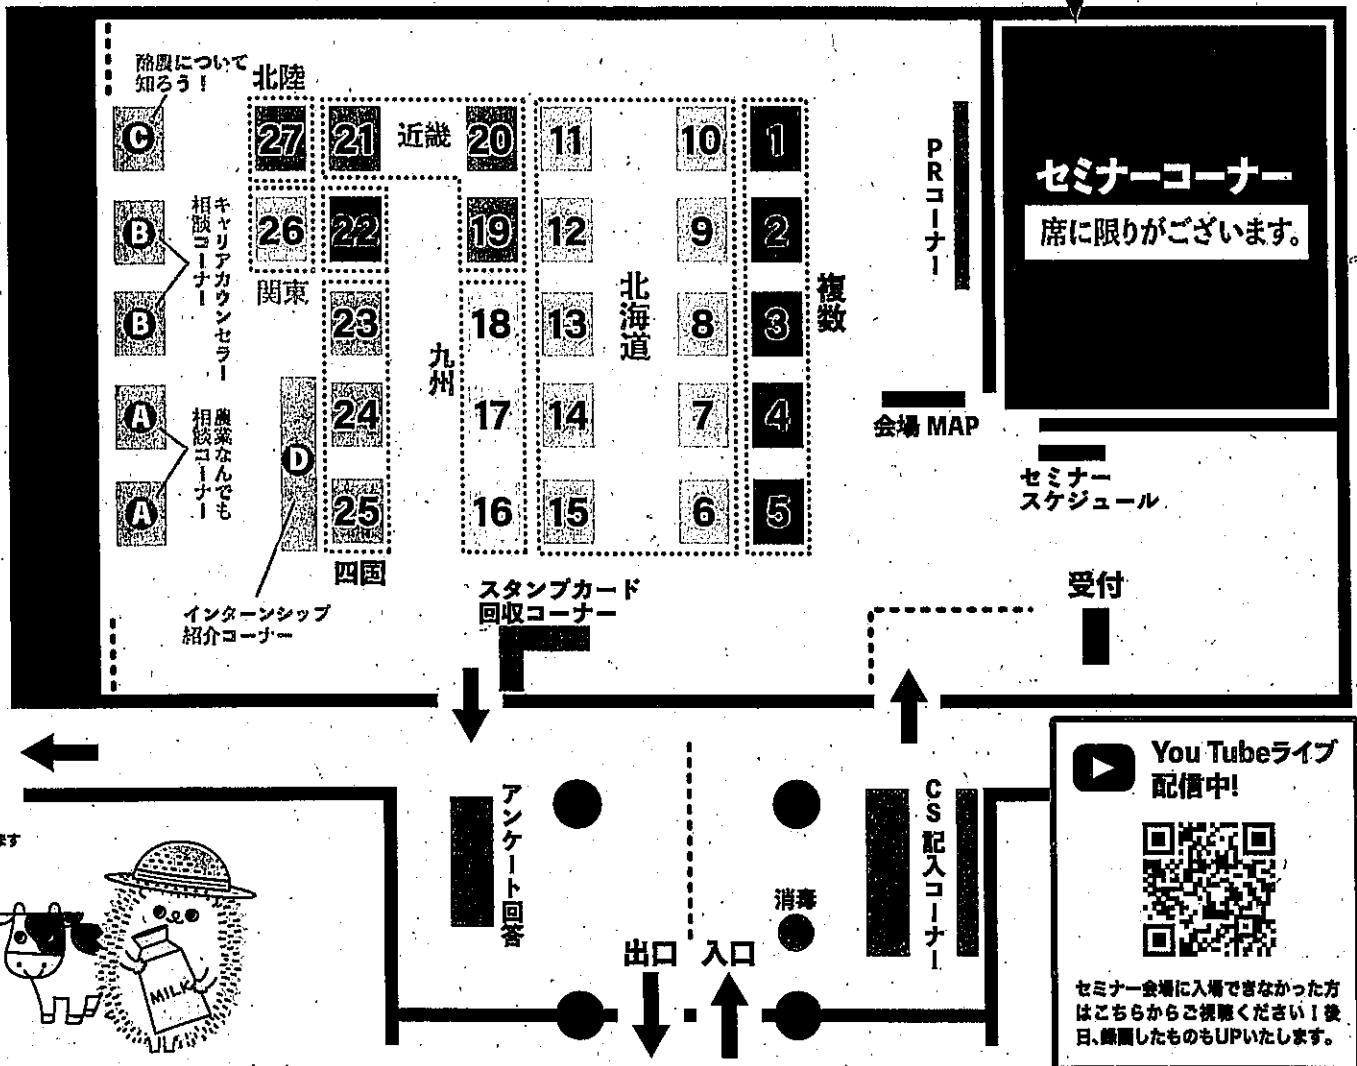 酪農について
知ろう！
北陸
C
27
21
近畿
20
11
10
1
B
キャリアカウンセラー
相談コーナー
26
22
19
12
9
2
関東
B
23
九州
18
13
北海道
8
3
複数
A
農業なんでも
相談コーナー
24
17
14
7
4
D
A
25
16
15
6
5
四国
インターンシップ
紹介コーナー
スタンプカード
回収コーナー
PRコーナー
セミナーコーナー
席に限りがございます。
会場 MAP
セミナー
スケジュール
受付
アンケート回答
消毒
CS記入コーナー
出口
入口
ます
MILK
You Tubeライブ
配信中!
セミナー会場に入場できなかった方
はこちらからご視聴ください！後
日、録画したものもUPいたします。